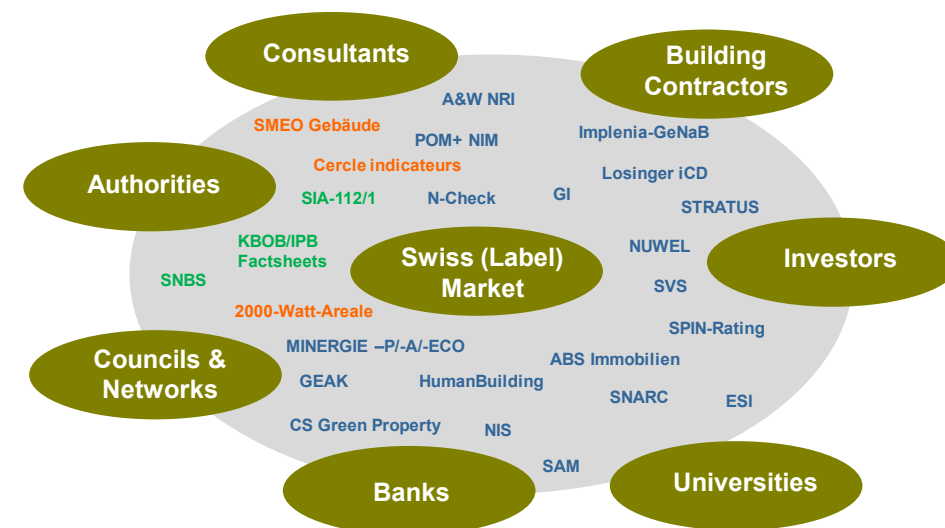 Consultants
Building
Contractors
A&W NRI
SMEO Gebäude
POM+ NIM
Implenia-GeNaB
Cercle indicateurs
Losinger iCD
Authorities
SIA-112/1
N-Check
GI
STRATUS
KBOB/IPB
Factsheets
NUWEL
Swiss (Label)
Market
Investors
SNBS
SVS
2000-Watt-Areale
SPIN-Rating
MINERGIE –P/-A/-ECO
ABS Immobilien
Councils &
Networks
GEAK
HumanBuilding
SNARC
ESI
CS Green Property
NIS
SAM
Banks
Universities